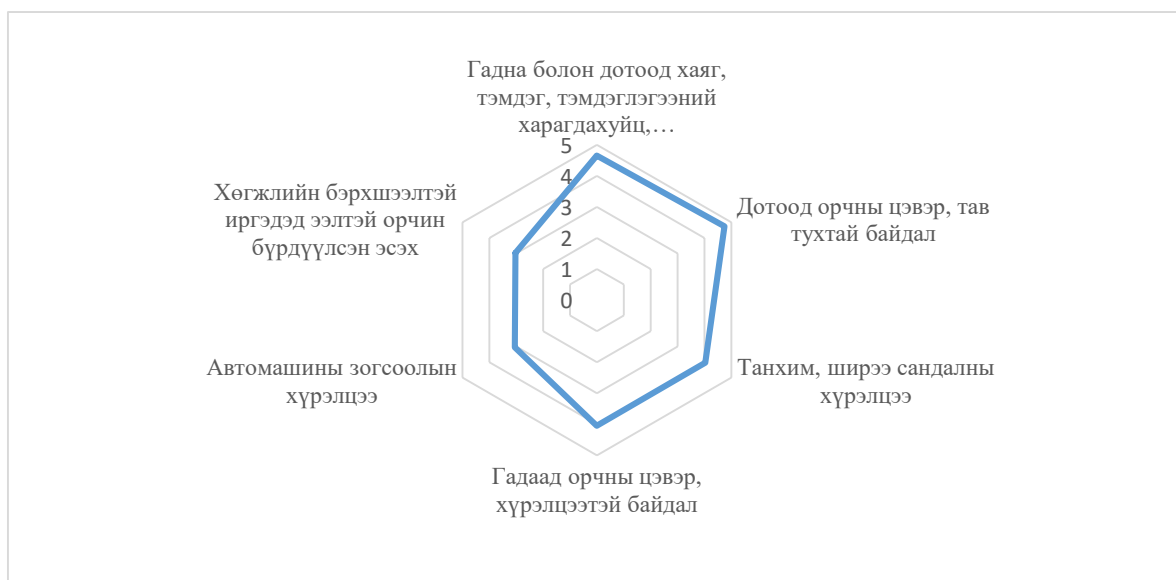 Гадна болон дотоод хаяг,
тэмдэг, тэмдэглэгээний
харагдахуйц,…
5
4
3
2
1
0
Дотоод орчны цэвэр, тав
тухтай байдал
Танхим, ширээ сандалны
хүрэлцээ
Гадаад орчны цэвэр,
хүрэлцээтэй байдал
Автомашины зогсоолын
хүрэлцээ
Хөгжлийн бэрхшээлтэй
иргэдэд ээлтэй орчин
бүрдүүлсэн эсэх